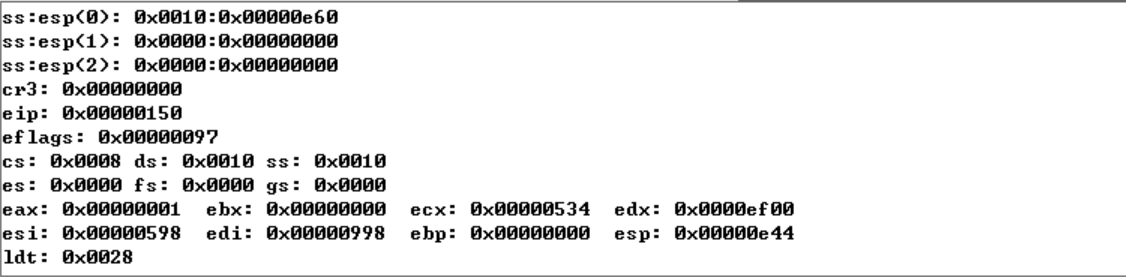 ss:esp(0): 0x0010:0x00000e60
ss:esp(1): 0x0000:0x00000000
ss:esp(2): 0x0000:0x00000000
cr3: 0x00000000
eip: 0x00000150
eflags: 0x00000097
cs: 0x0008 ds: 0x0010 ss: 0x0010
es: 0x0000 fs: 0x0000 gs: 0x0000
eax: 0x00000001  ebx: 0x00000000  ecx: 0x00000534  edx: 0x0000ef00
esi: 0x00000598  edi: 0x00000998  ebp: 0x00000000  esp: 0x00000e44
ldt: 0x0028